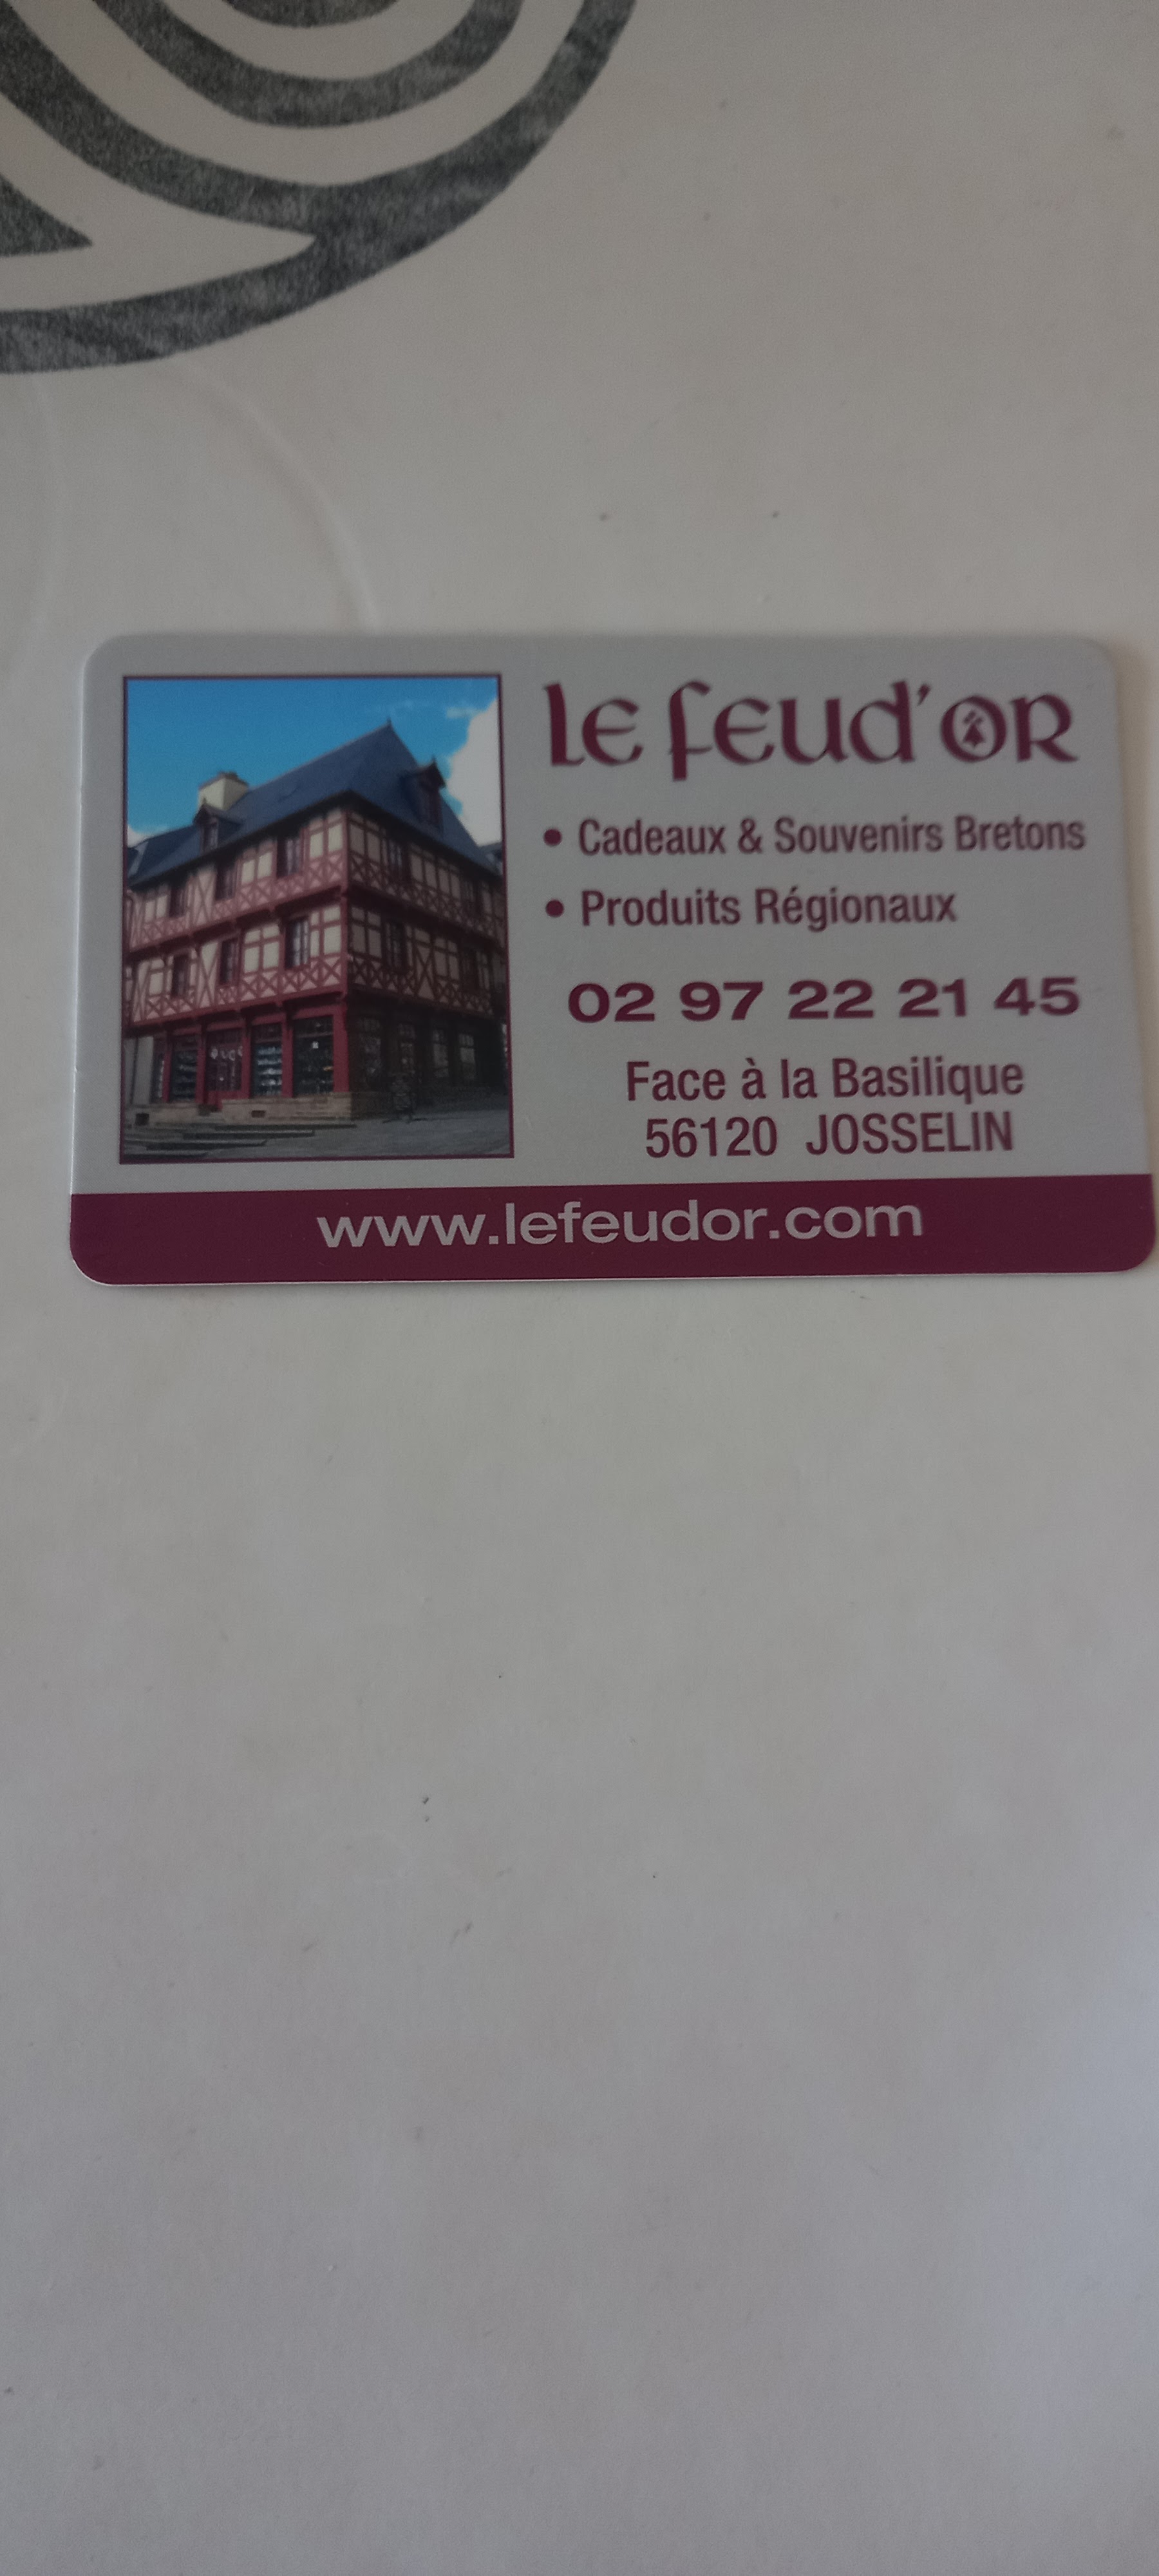 Le Feud'Or
• Cadeaux & Souvenirs Bretons
• Produits Régionaux
02 97 22 21 45
Face à la Basilique
56120 JOSSELIN
www.lefeudor.com